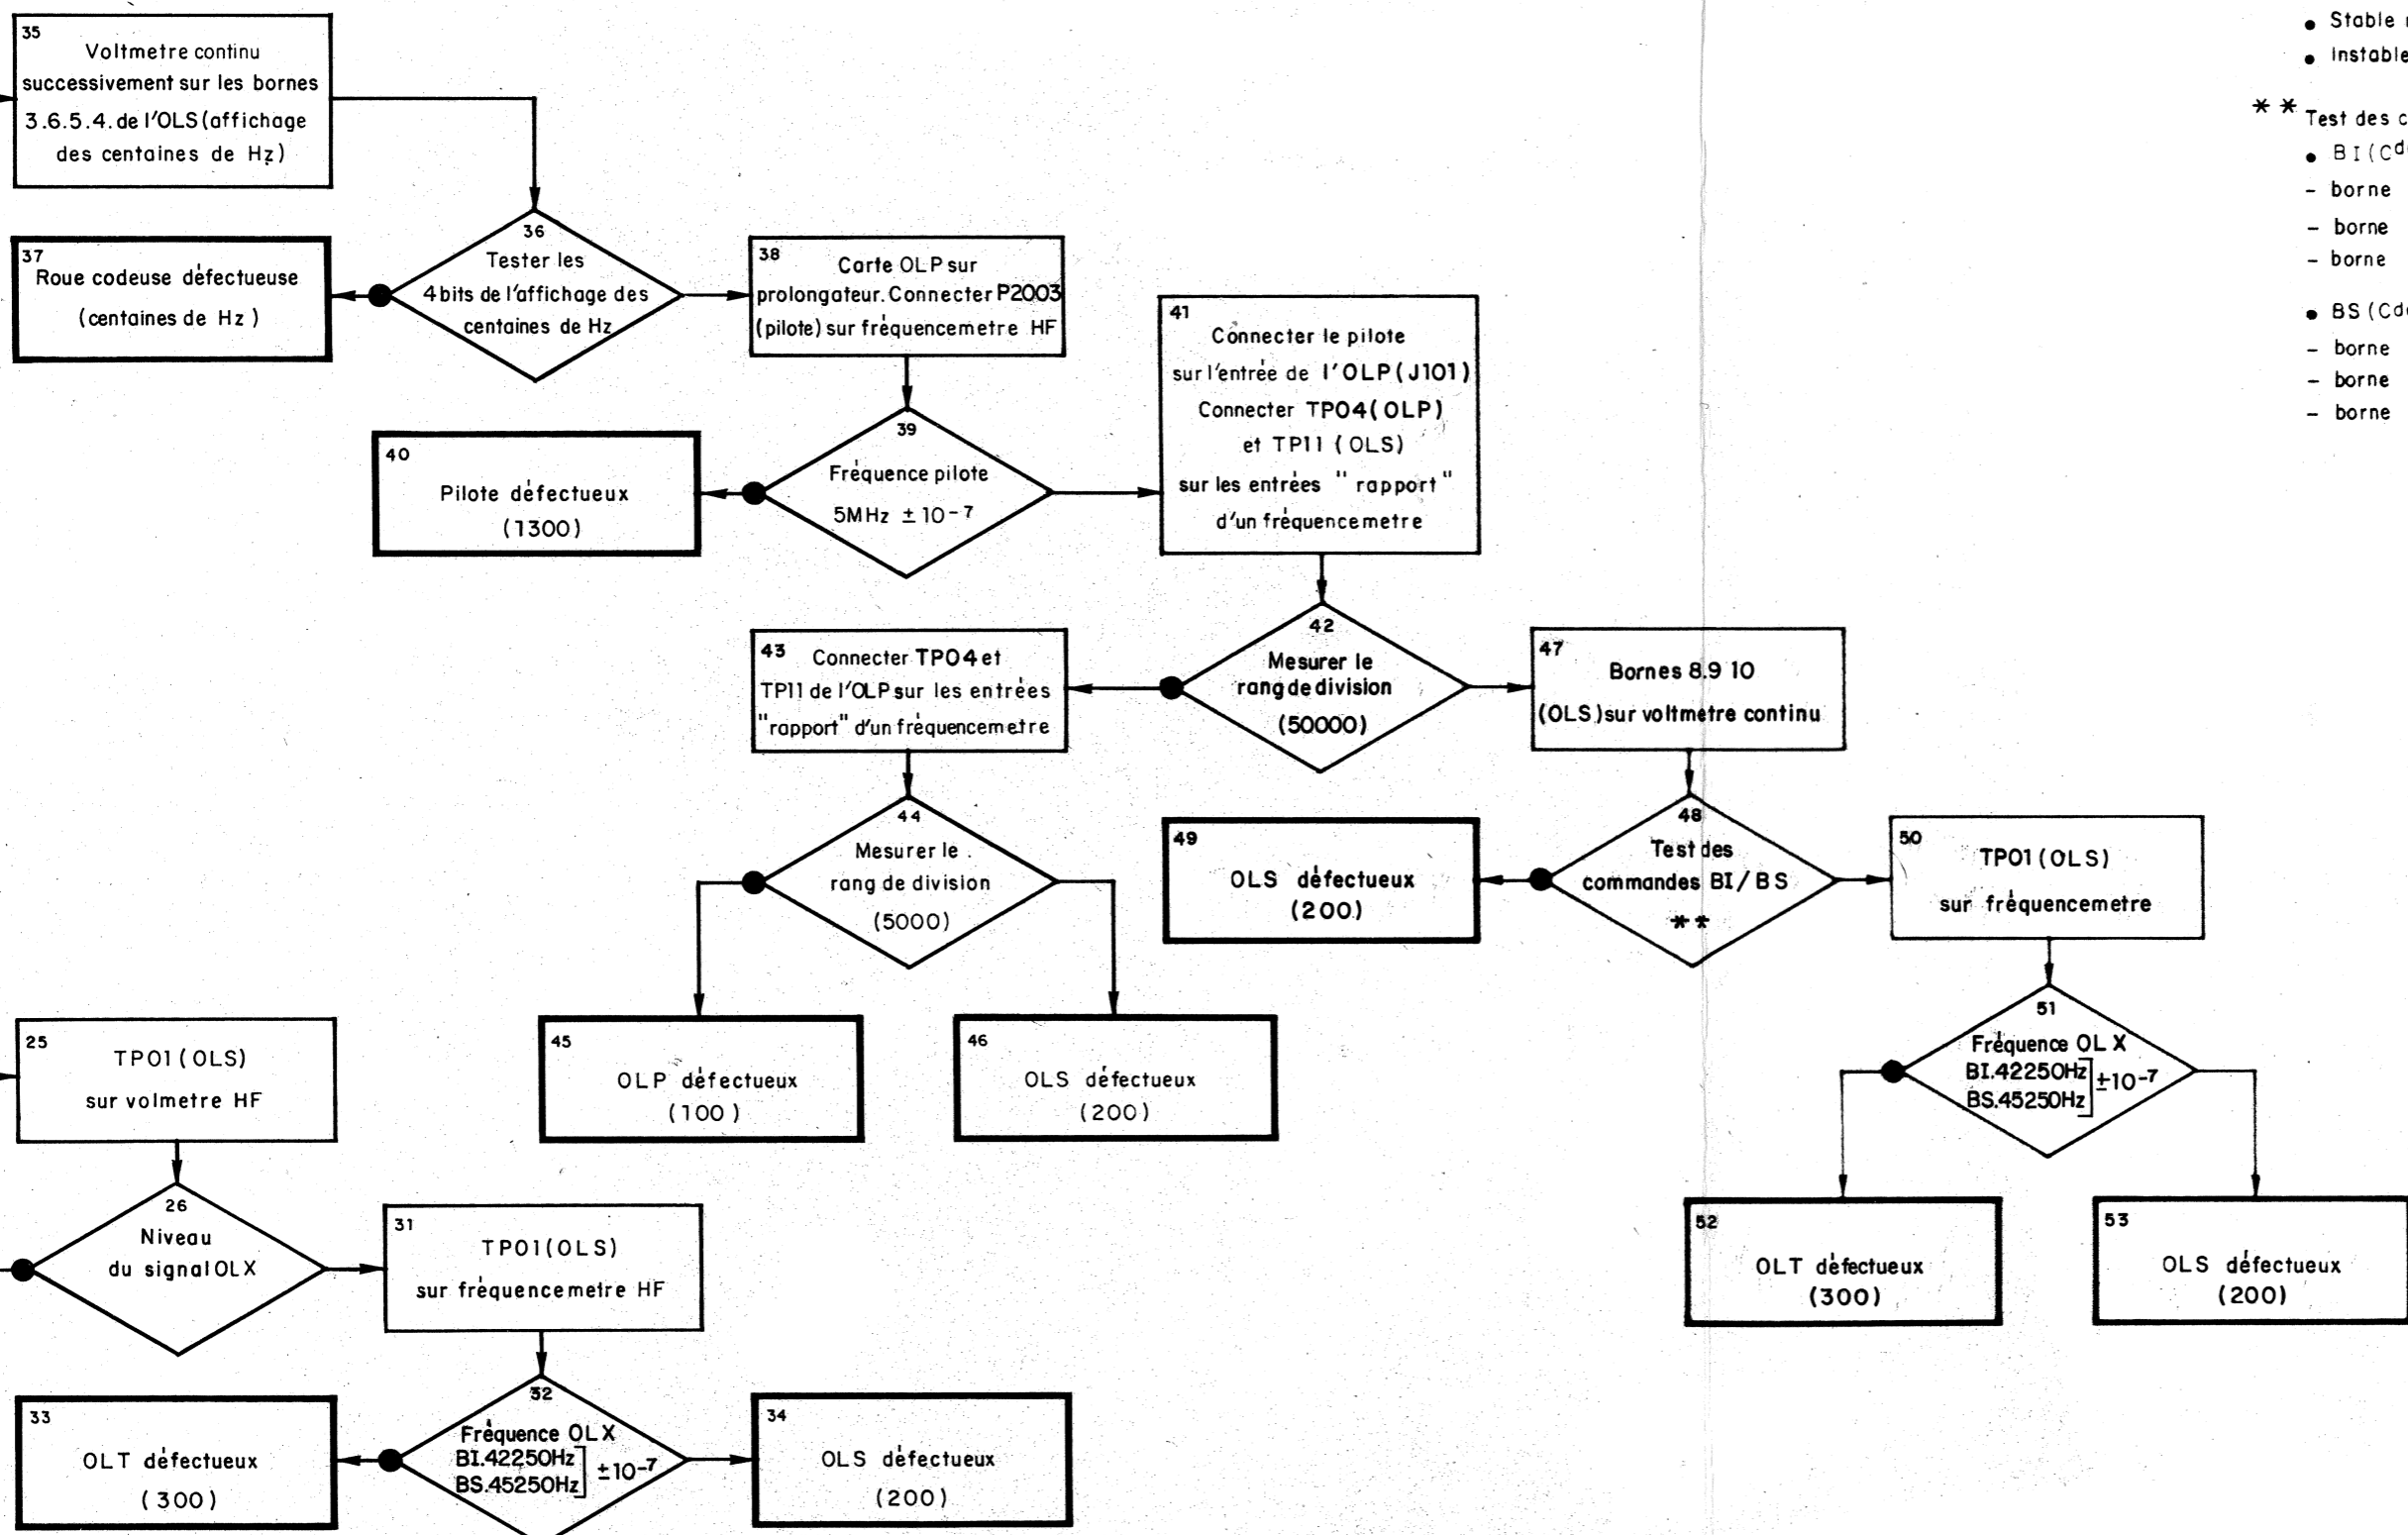 35
Voltmetre continu
successivement sur les bornes
3.6.5.4. de l'OLS (affichage
des centaines de Hz)
36
Tester les
4 bits de l'affichage des
centaines de Hz
37
Roue codeuse défectueuse
(centaines de Hz)
38
Carte OLP sur
prolongateur. Connecter P2003
(pilote) sur fréquencemetre HF
39
Fréquence pilote
5MHz ± 10-7
40
Pilote défectueux
(1300)
41
Connecter le pilote
sur l'entrée de l'OLP (J101)
Connecter TP04 (OLP)
et TP11 (OLS)
sur les entrées " rapport "
d'un fréquencemetre
42
Mesurer le
rang de division
(50000)
43
Connecter TP04 et
TP11 de l'OLP sur les entrées
"rapport" d'un fréquencemetre
44
Mesurer le
rang de division
(5000)
45
OLP défectueux
(100)
46
OLS défectueux
(200)
47
Bornes 8.9 10
(OLS) sur voltmetre continu
48
Test des
commandes BI/BS
**
49
OLS défectueux
(200)
50
TP01 (OLS)
sur fréquencemetre
51
Fréquence OLX
BI.42250Hz
BS.45250Hz
±10-7
52
OLT défectueux
(300)
53
OLS défectueux
(200)
25
TP01 (OLS)
sur volmetre HF
26
Niveau
du signal OLX
31
TP01 (OLS)
sur fréquencemetre HF
32
Fréquence OLX
BI.42250Hz
BS.45250Hz
±10-7
33
OLT défectueux
(300)
34
OLS défectueux
(200)
• Stable
• Instable
** Test des
• BI (Cd
- borne
- borne
- borne
• BS (Cd
- borne
- borne
- borne